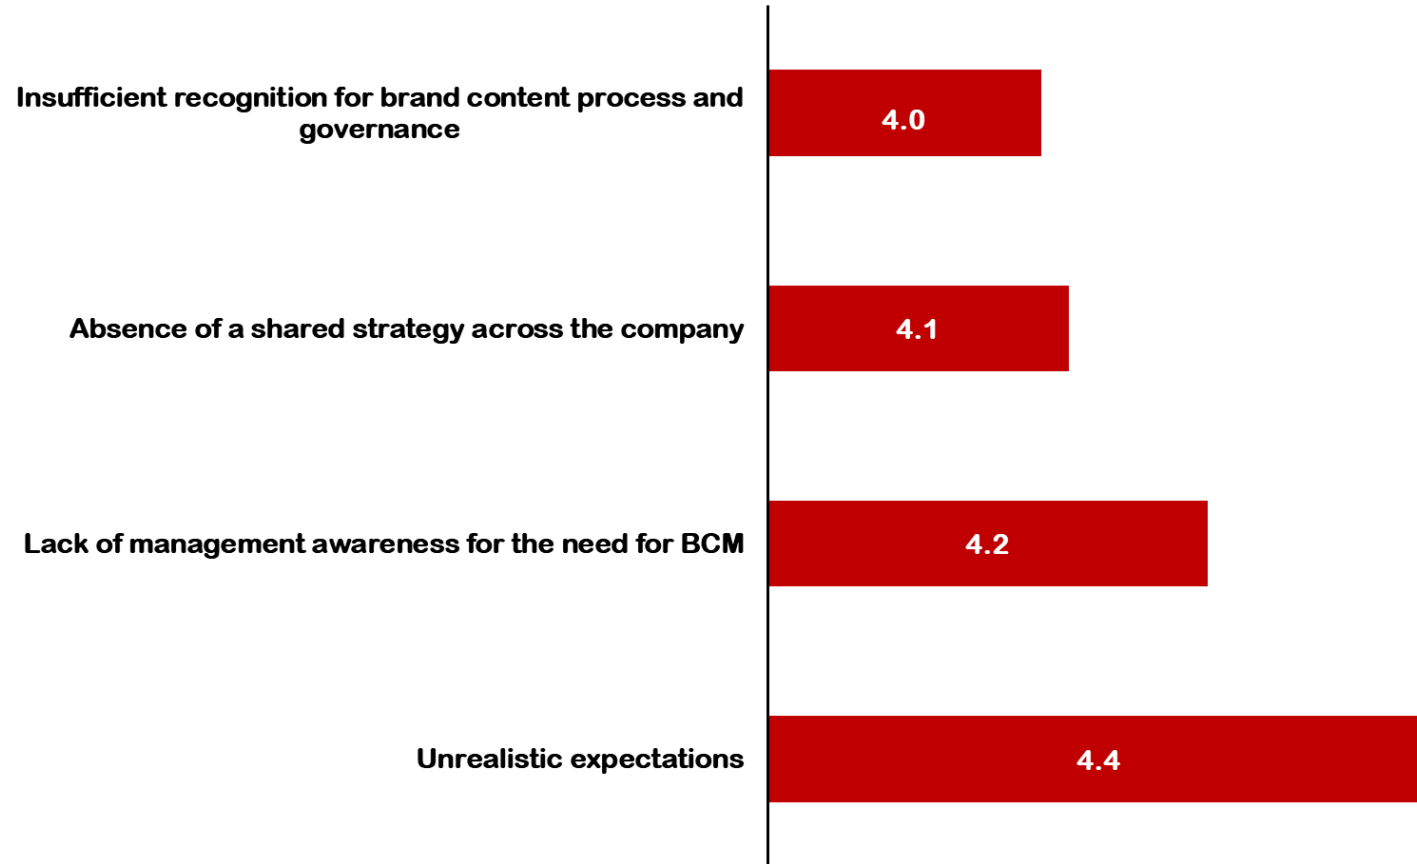 Insufficient recognition for brand content process and
governance
4.0
Absence of a shared strategy across the company
4.1
Lack of management awareness for the need for BCM
4.2
Unrealistic expectations
4.4